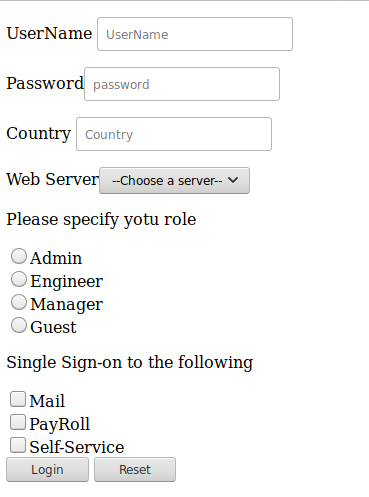 UserName UserName
Password password
Country Country
Web Server --Choose a server--
Please specify yotu role
Admin
Engineer
Manager
Guest
Single Sign-on to the following
Mail
PayRoll
Self-Service
Login Reset